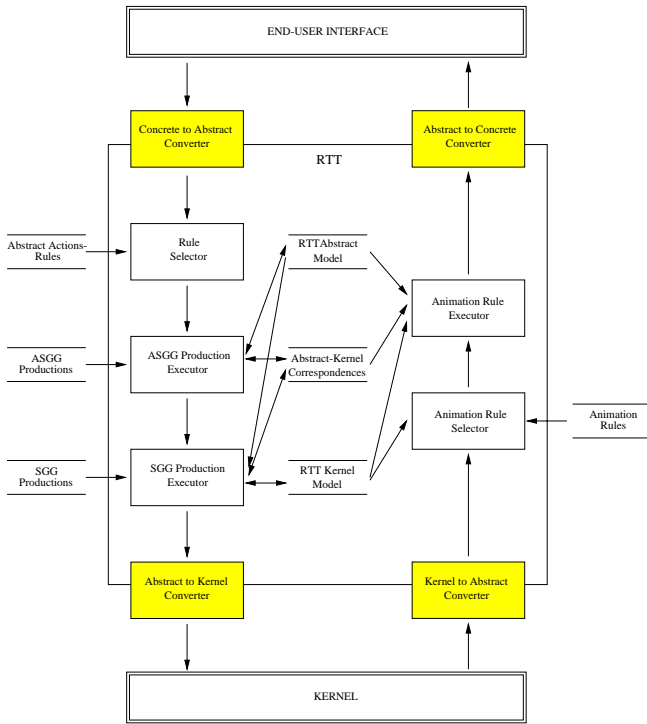 END-USER INTERFACE
Concrete to Abstract
Converter
Abstract to Concrete
Converter
RTT
Abstract Actions-
Rules
Rule
Selector
RTTAbstract
Model
Animation Rule
Executor
ASGG
Productions
ASGG Production
Executor
Abstract-Kernel
Correspondences
Animation Rule
Selector
Animation
Rules
SGG
Productions
SGG Production
Executor
RTT Kernel
Model
Abstract to Kernel
Converter
Kernel to Abstract
Converter
KERNEL